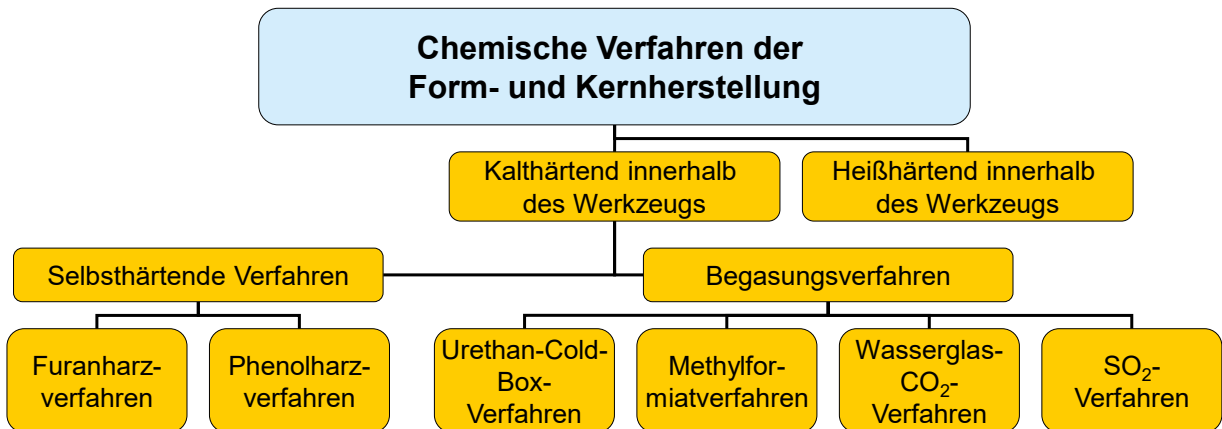 Chemische Verfahren der
Form- und Kernherstellung
Kalthärtend innerhalb
des Werkzeugs
Heißhärtend innerhalb
des Werkzeugs
Selbsthärtende Verfahren
Begasungsverfahren
Furanharz-
verfahren
Phenolharz-
verfahren
Urethan-Cold-
Box-
Verfahren
Methylfor-
miatverfahren
Wasserglas-
CO₂-
Verfahren
SO₂-
Verfahren